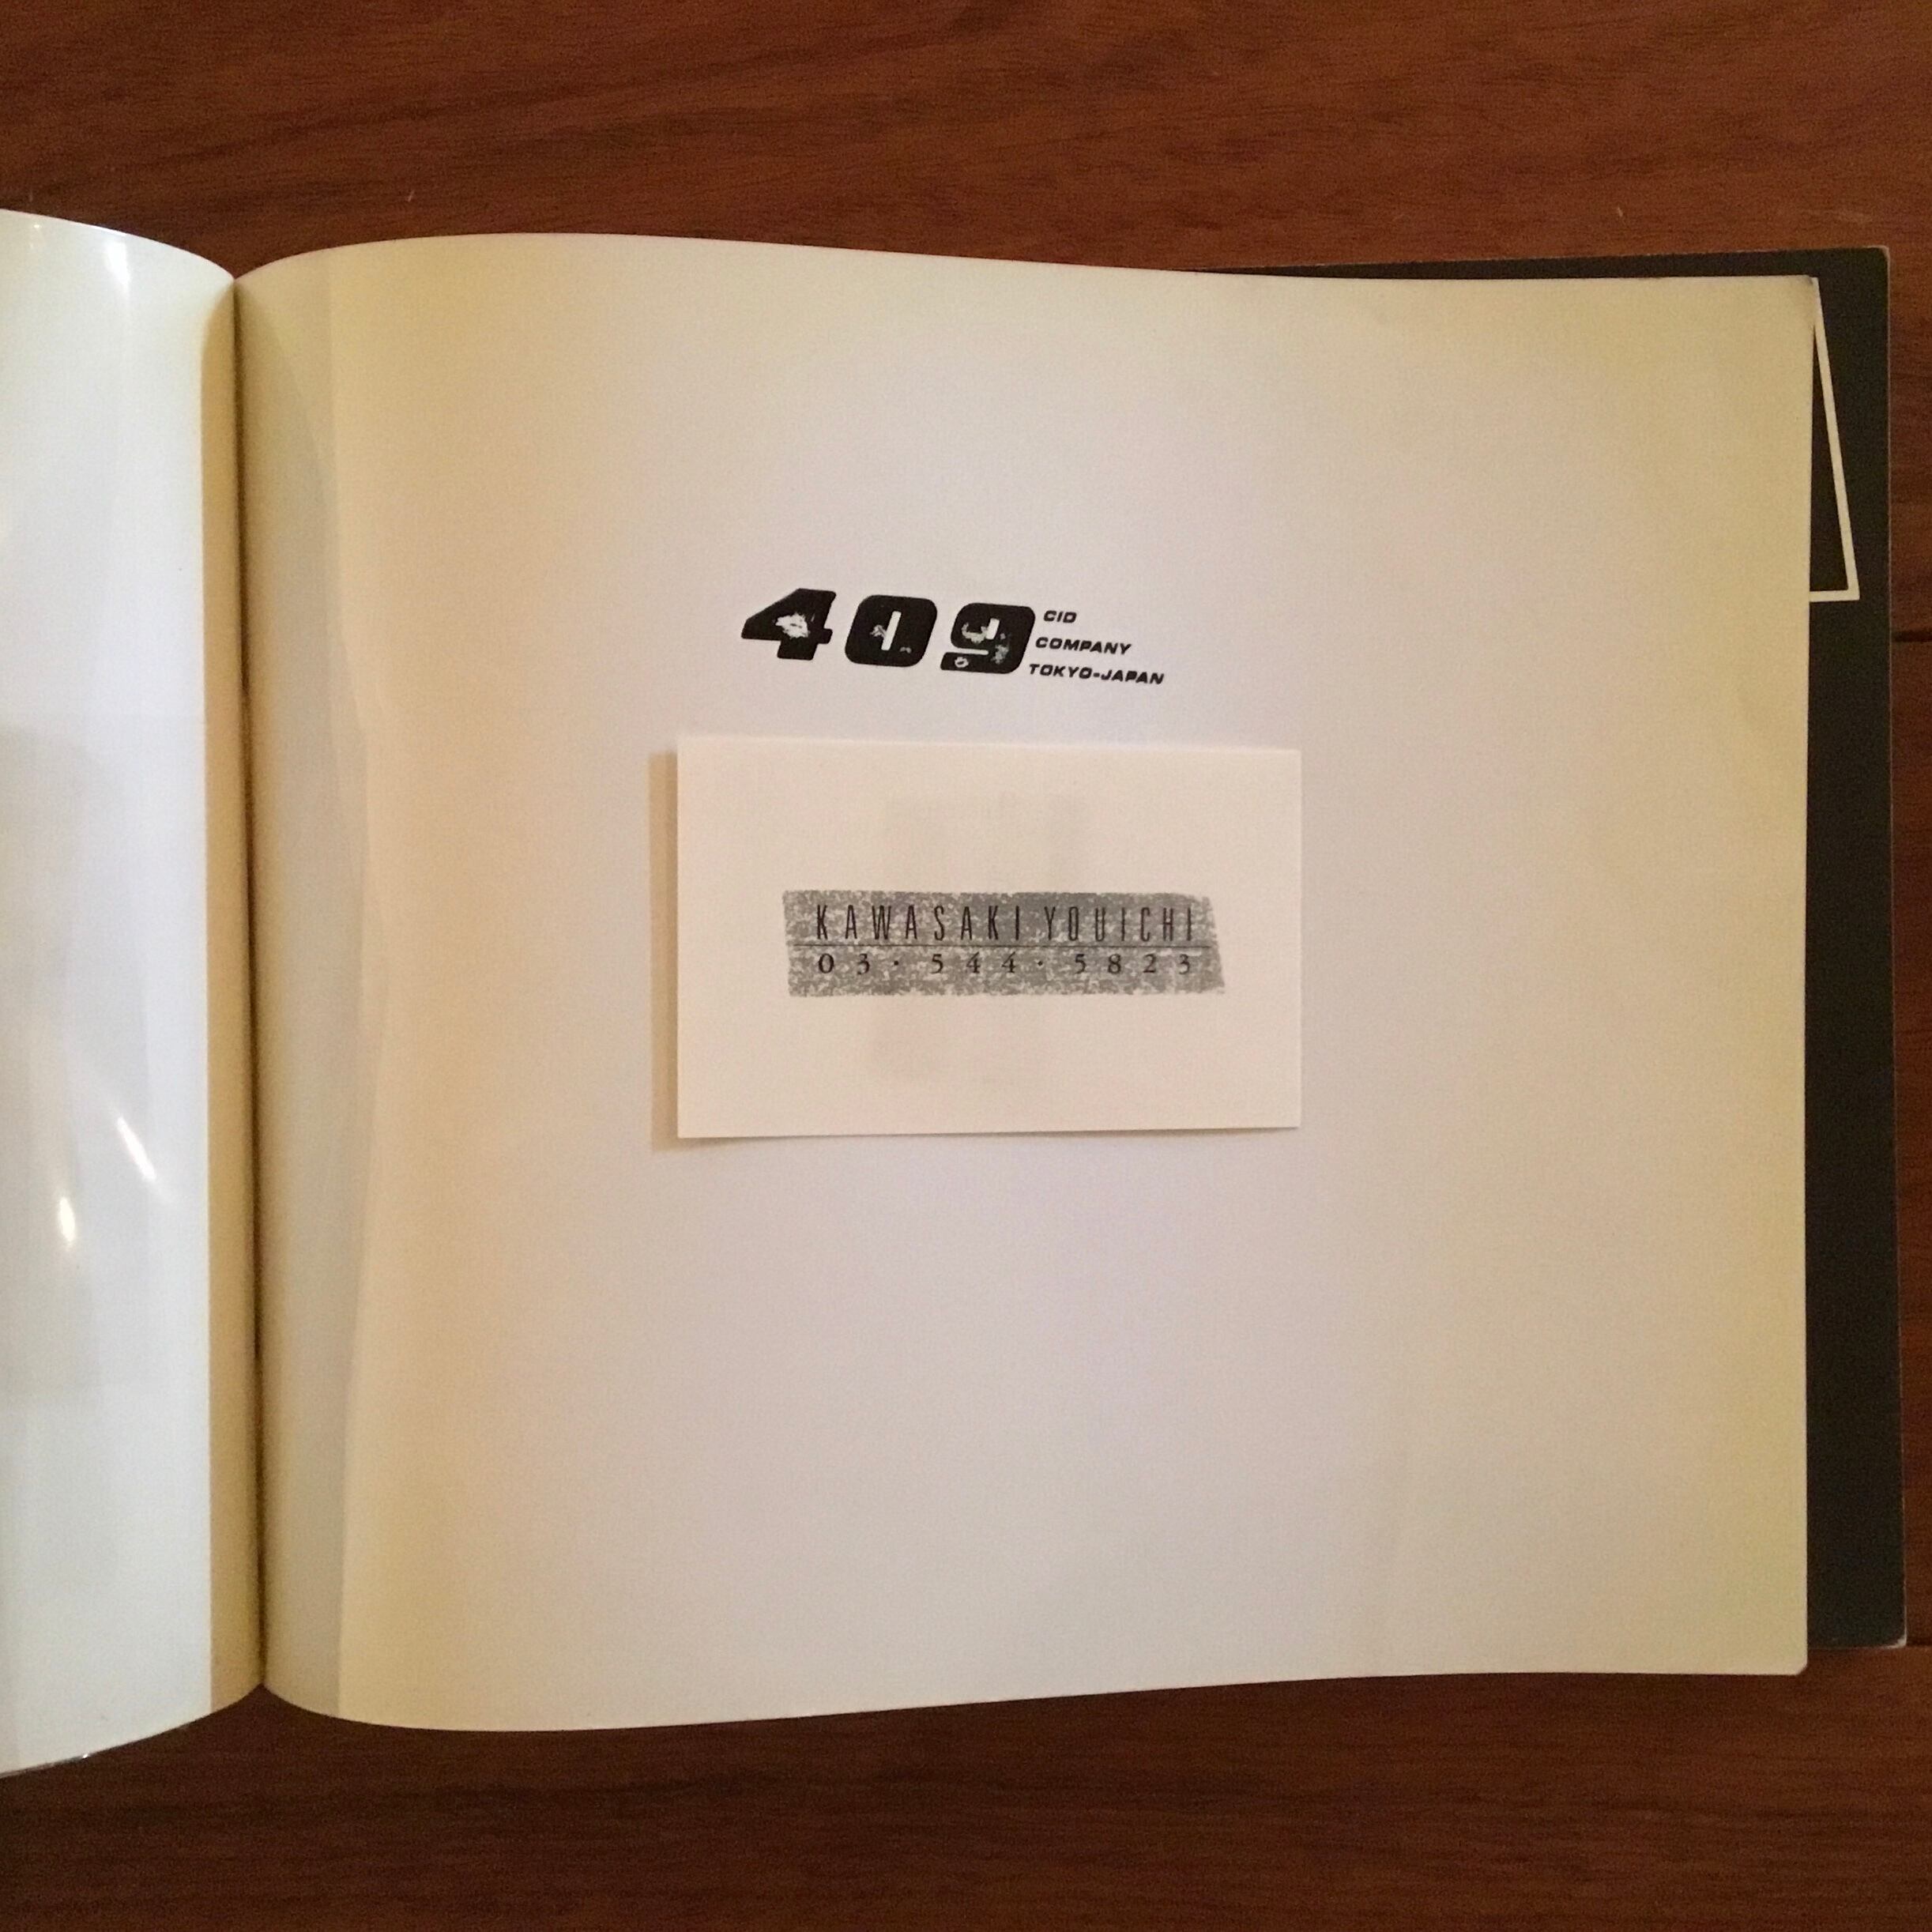 409
CID
COMPANY
TOKYO-JAPAN
KAWASAKI YOUICHI
03・544・5823